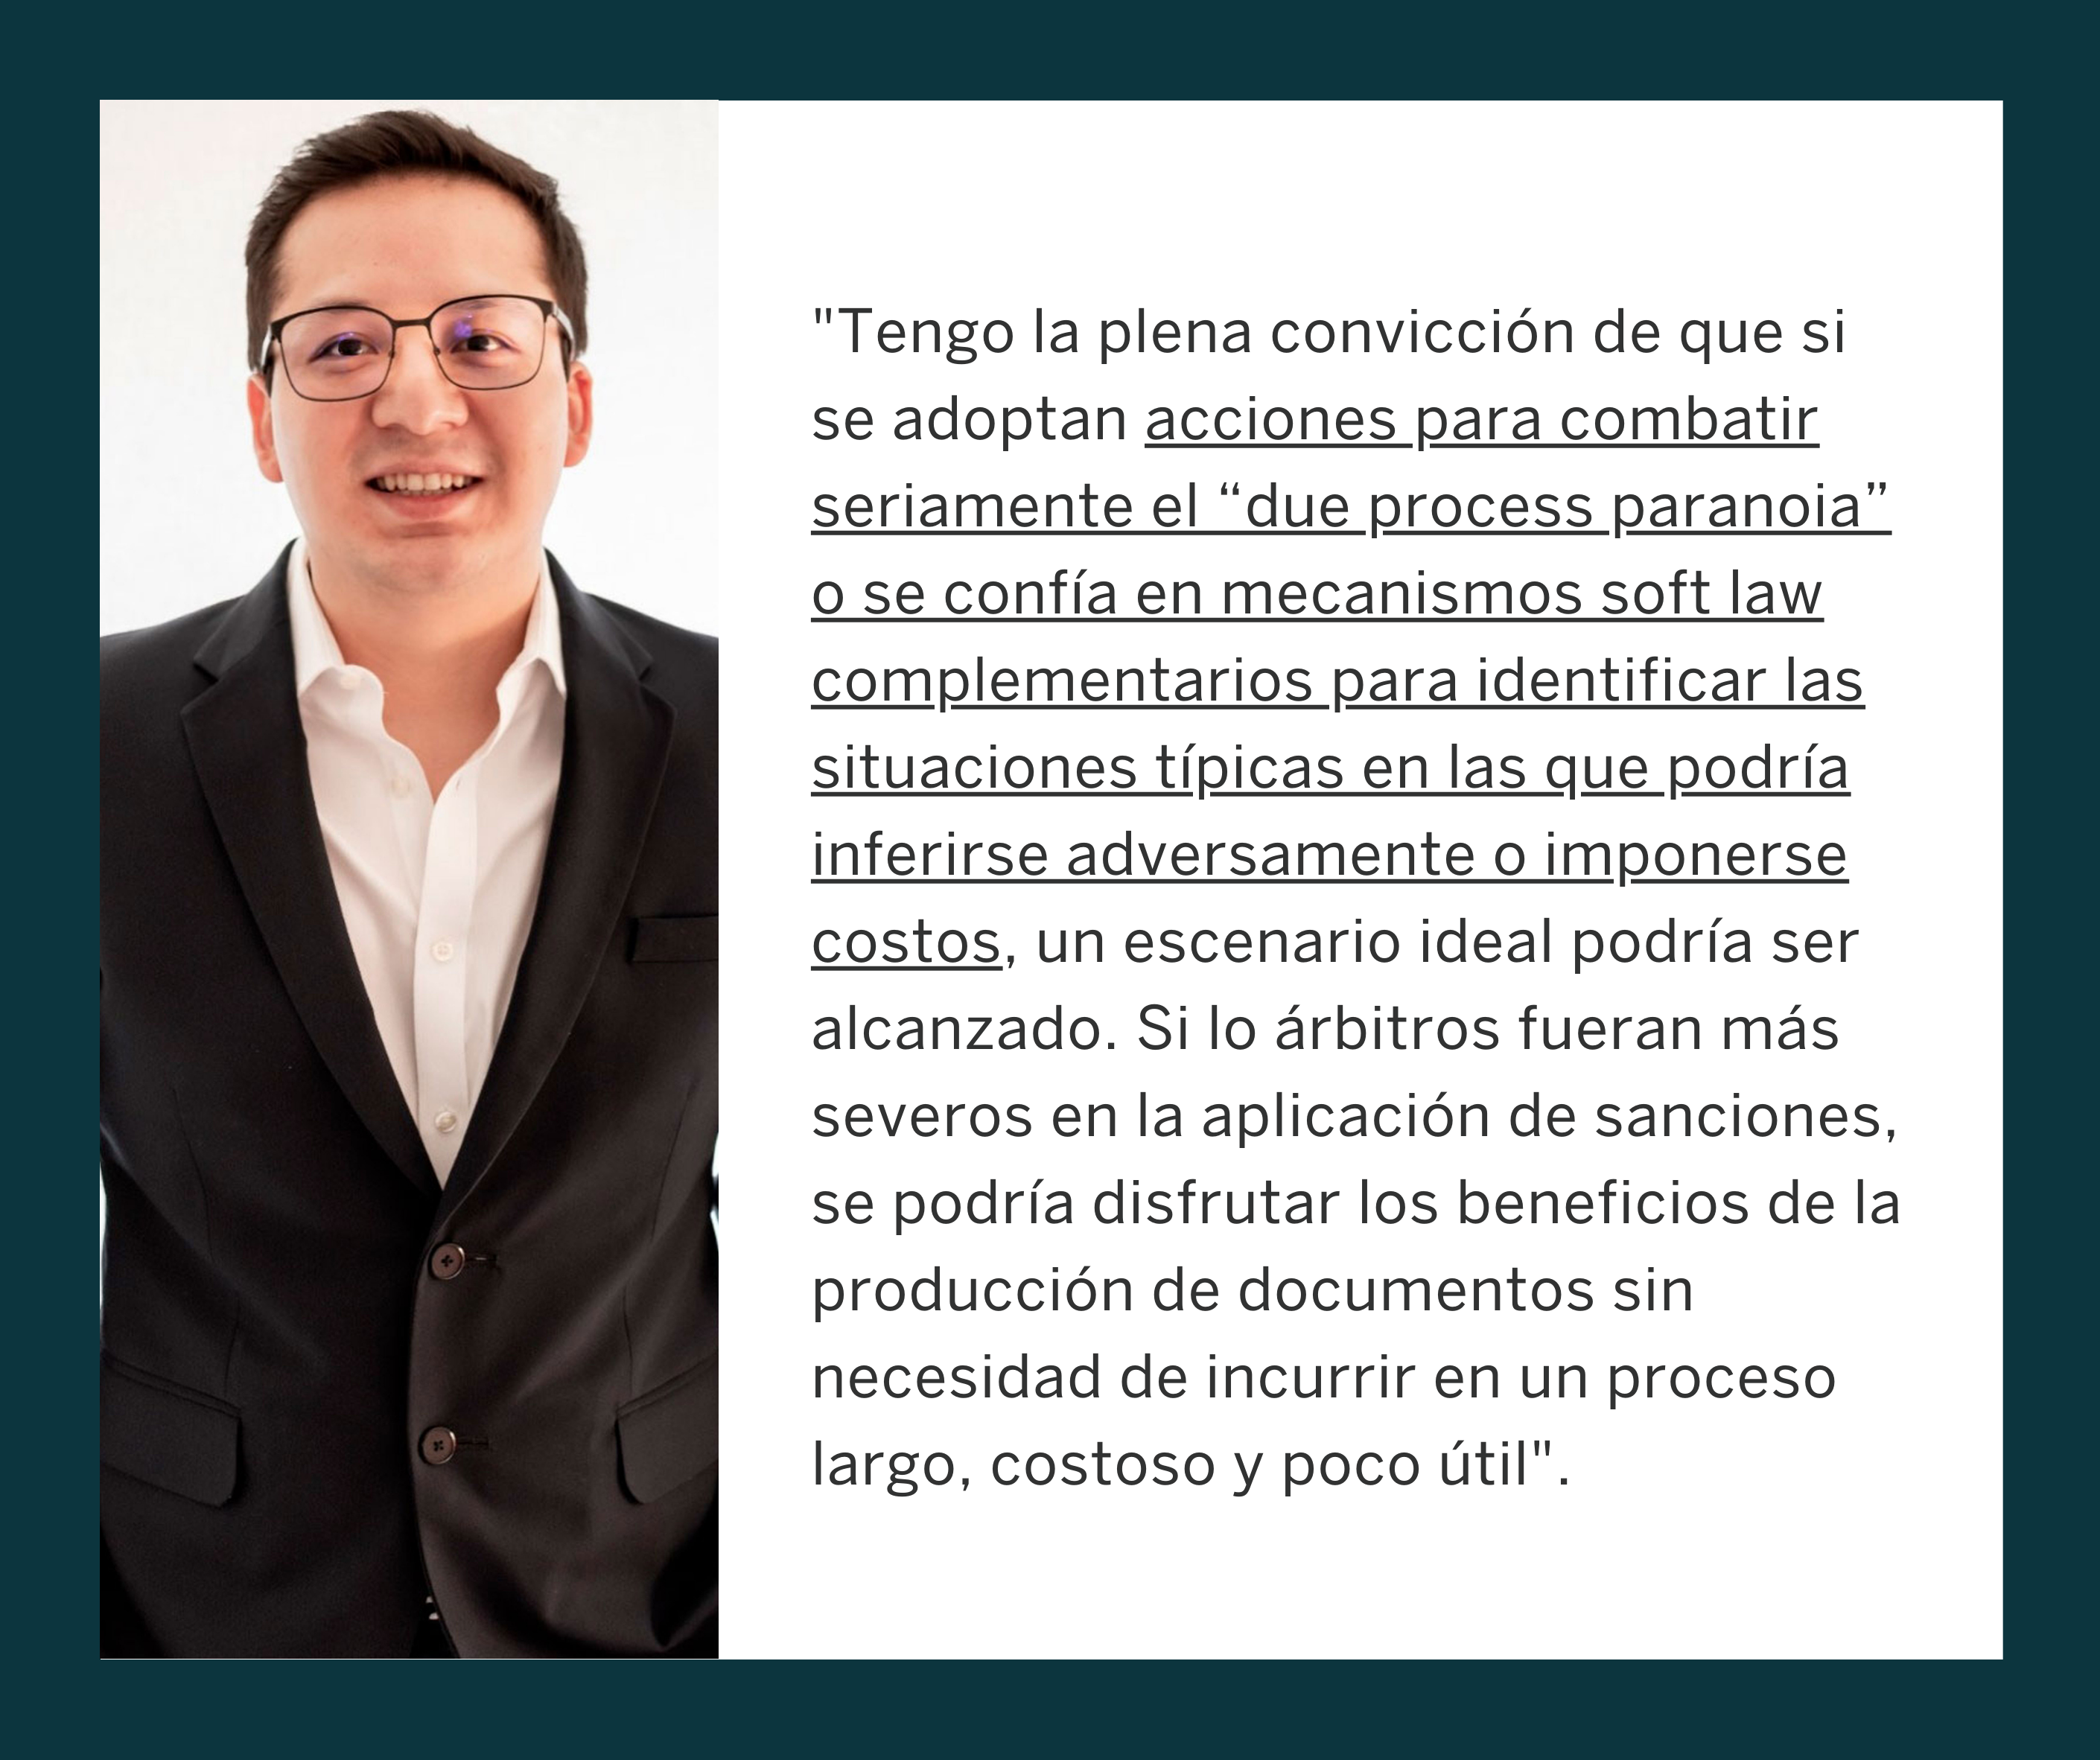 "Tengo la plena convicción de que si
se adoptan acciones para combatir
seriamente el “due process paranoia”
o se confía en mecanismos soft law
complementarios para identificar las
situaciones típicas en las que podría
inferirse adversamente o imponerse
costos, un escenario ideal podría ser
alcanzado. Si lo árbitros fueran más
severos en la aplicación de sanciones,
se podría disfrutar los beneficios de la
producción de documentos sin
necesidad de incurrir en un proceso
largo, costoso y poco útil".